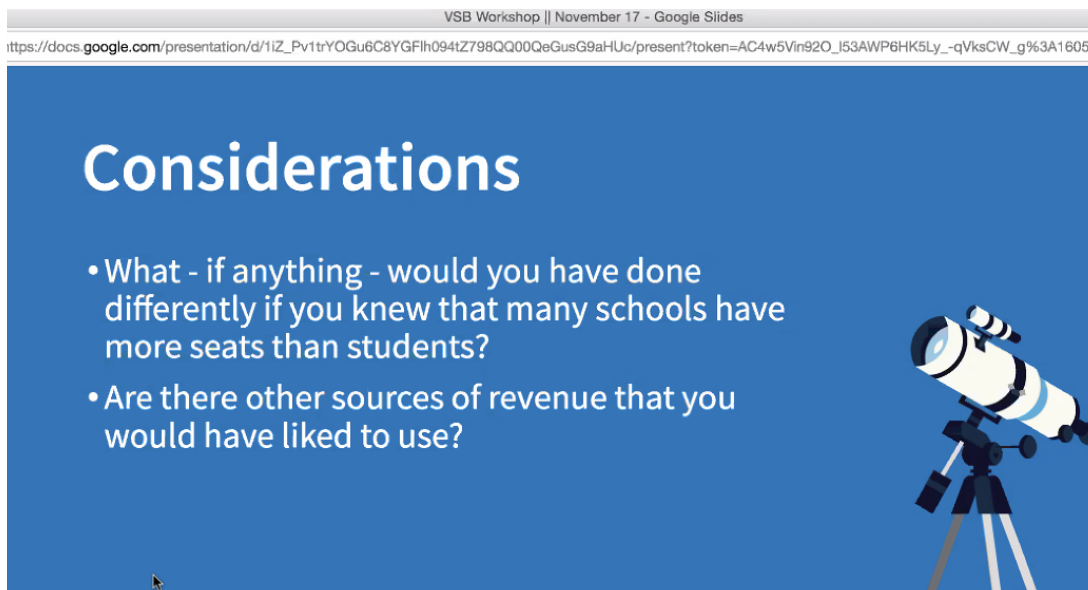 VSB Workshop || November 17 - Google Slides
https://docs.google.com/presentation/d/1iZ_Pv1trYOGu6C8YGFlh094tZ798QQ00QeGusG9aHUc/present?token=AC4w5Vin92O_I53AWP6HK5Ly_-qVksCW_g%3A1605
Considerations
• What - if anything - would you have done
differently if you knew that many schools have
more seats than students?
• Are there other sources of revenue that you
would have liked to use?